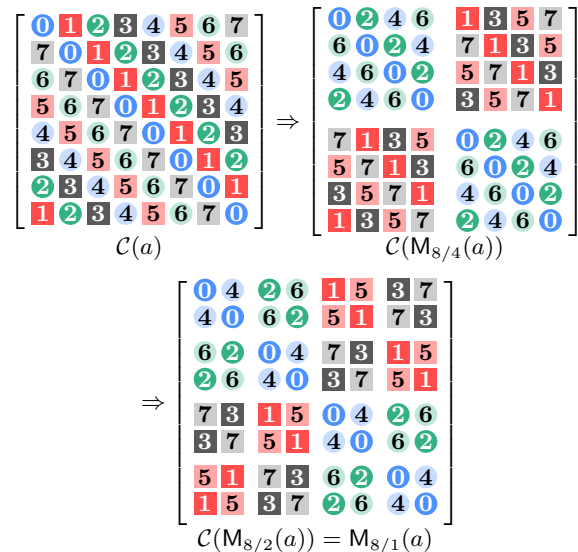 0 1 2 3 4 5 6 7
7 0 1 2 3 4 5 6
6 7 0 1 2 3 4 5
5 6 7 0 1 2 3 4
4 5 6 7 0 1 2 3
3 4 5 6 7 0 1 2
2 3 4 5 6 7 0 1
1 2 3 4 5 6 7 0
𝒞(a)
⇒
0 2 4 6 1 3 5 7
6 0 2 4 7 1 3 5
4 6 0 2 5 7 1 3
2 4 6 0 3 5 7 1
7 1 3 5 0 2 4 6
5 7 1 3 6 0 2 4
3 5 7 1 4 6 0 2
1 3 5 7 2 4 6 0
𝒞(M_{8/4}(a))
⇒
0 4 2 6 1 5 3 7
4 0 6 2 5 1 7 3
6 2 0 4 7 3 1 5
2 6 4 0 3 7 5 1
7 3 1 5 0 4 2 6
3 7 5 1 4 0 6 2
5 1 7 3 6 2 0 4
1 5 3 7 2 6 4 0
𝒞(M_{8/2}(a)) = M_{8/1}(a)